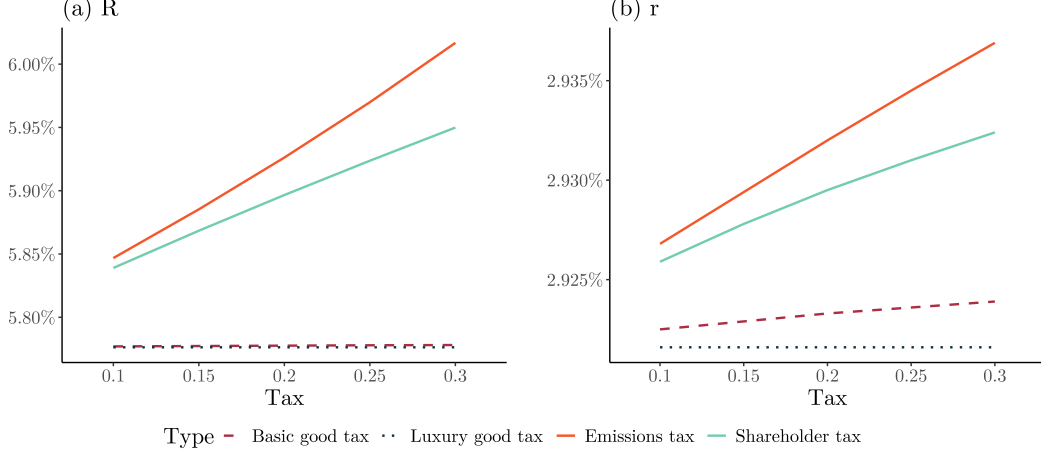 (a) R
6.00%
5.95%
5.90%
5.85%
5.80%
0.1 0.15 0.2 0.25 0.3
Tax
(b) r
2.935%
2.930%
2.925%
0.1 0.15 0.2 0.25 0.3
Tax
Type Basic good tax Luxury good tax Emissions tax Shareholder tax